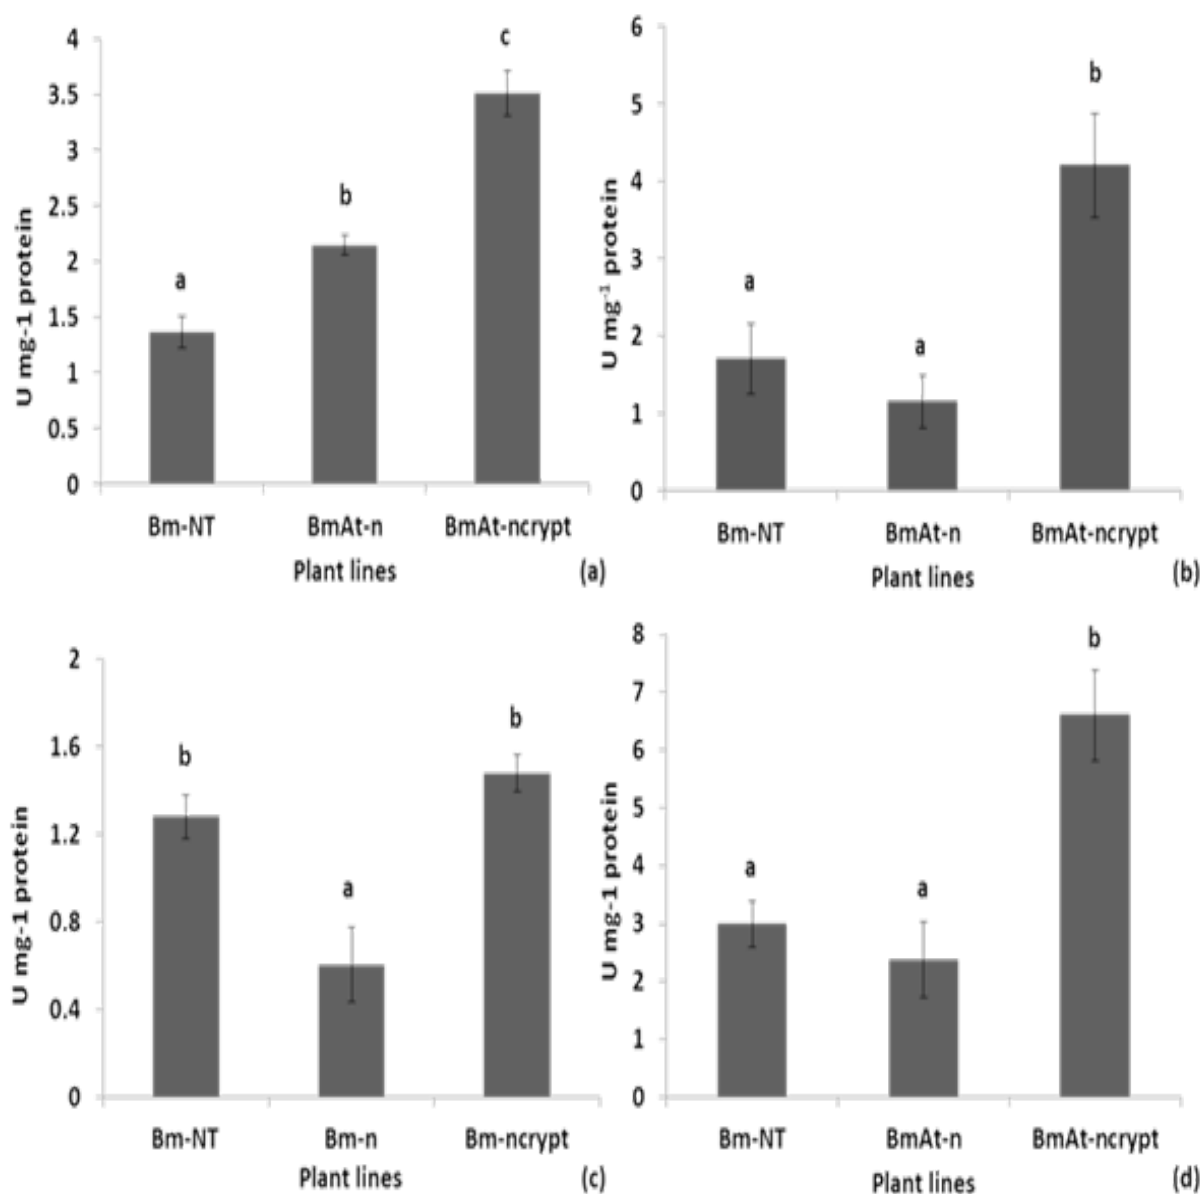 4
3.5
3
2.5
2
1.5
1
0.5
0
U mg-1 protein
a
b
c
Bm-NT BmAt-n BmAt-ncrypt
Plant lines
(a)
6
5
4
3
2
1
0
U mg⁻¹ protein
a
a
b
Bm-NT BmAt-n BmAt-ncrypt
Plant lines
(b)
2
1.6
1.2
0.8
0.4
0
U mg-1 protein
b
a
b
Bm-NT Bm-n Bm-ncrypt
Plant lines
(c)
8
7
6
5
4
3
2
1
0
U mg-1 protein
a
a
b
Bm-NT BmAt-n BmAt-ncrypt
Plant lines
(d)